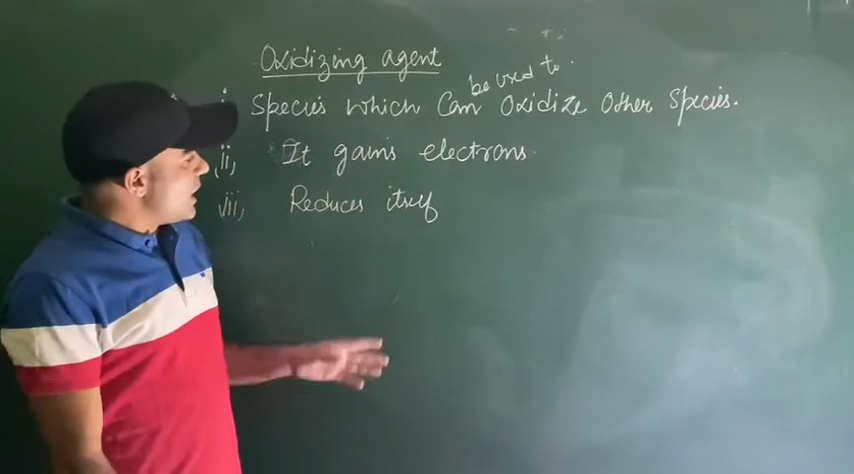 Oxidizing agent
i Species which Can be used to Oxidize Other Species.
ii, It gains electrons.
iii, Reduces itself